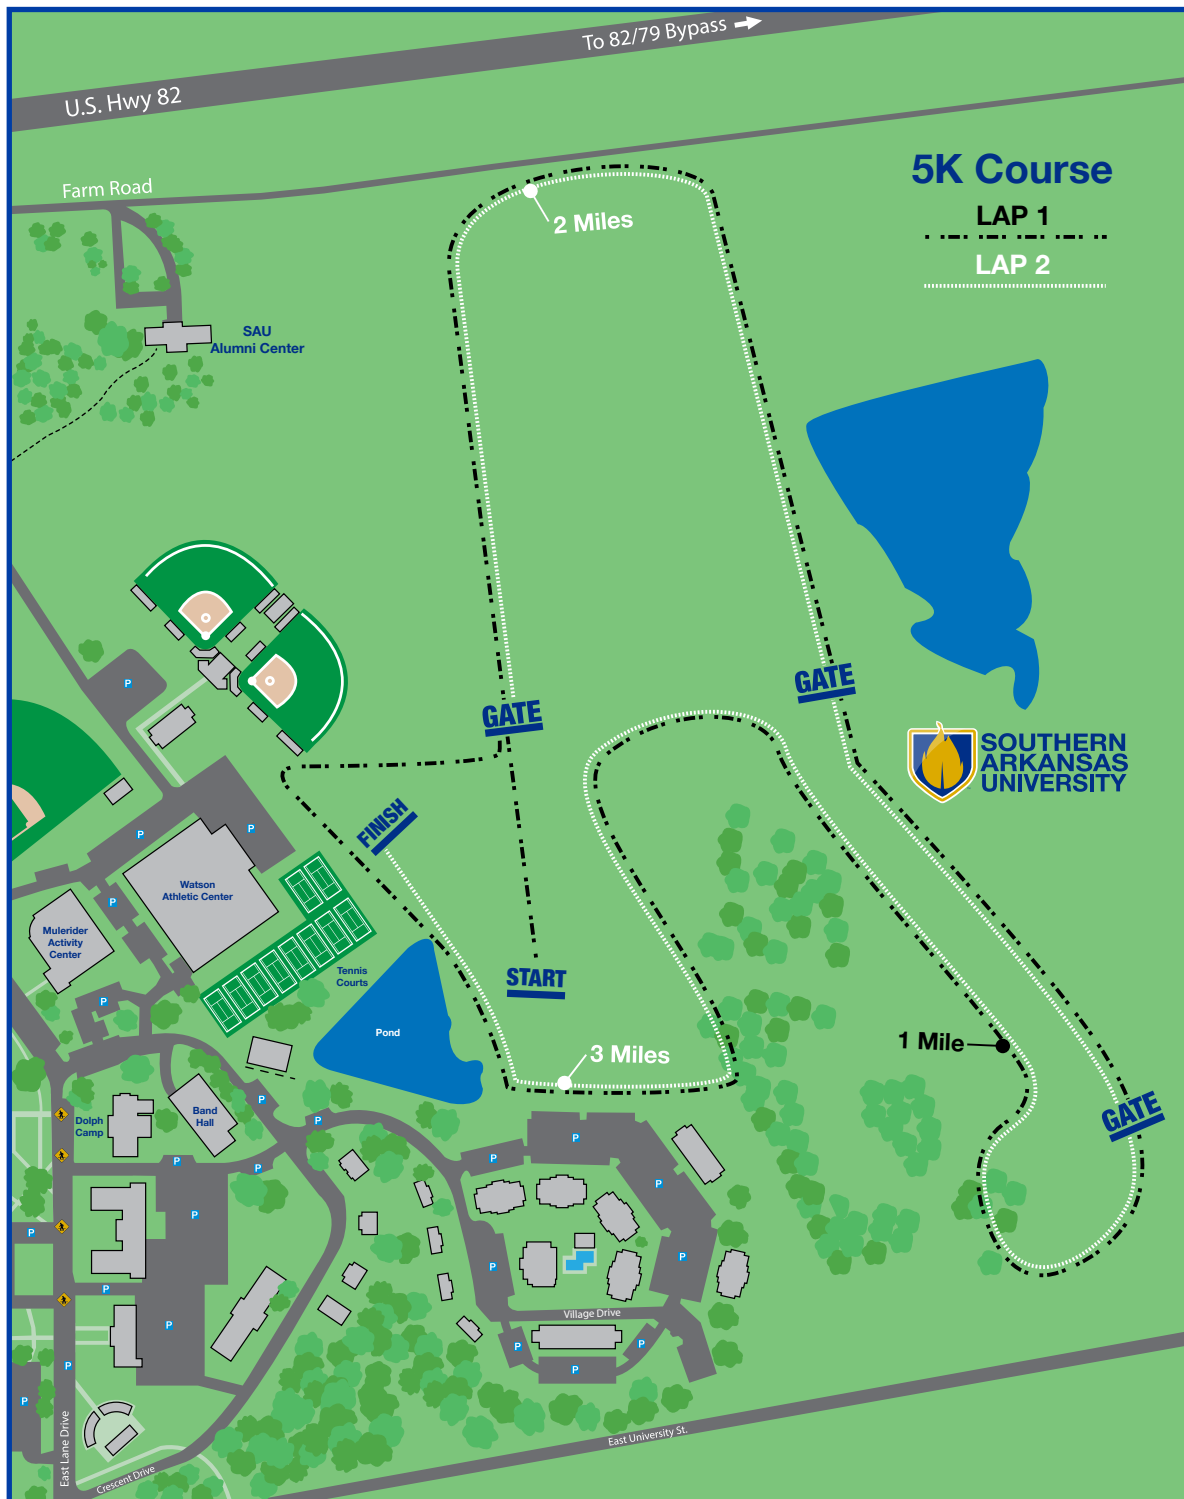 To 82/79 Bypass
U.S. Hwy 82
5K Course
Farm Road
LAP 1
2 Miles
LAP 2
SAU
Alumni Center
GATE
GATE
P
SOUTHERN
ARKANSAS
UNIVERSITY
FINISH
P
P
Watson
Athletic Center
P
Mulerider
Activity
Center
Tennis
Courts
START
P
Pond
1 Mile
3 Miles
P
GATE
Band
Hall
Dolph
Camp
P
P
P
P
P
P
P
P
P
P
P
Village Drive
P
P
P
P
P
P
East Lane Drive
East University St.
Crescent Drive